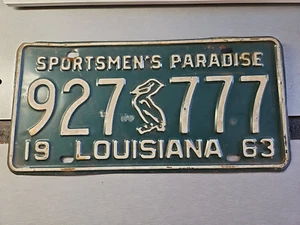 SPORTSMEN'S PARADISE
927 777
19 LOUISIANA 63